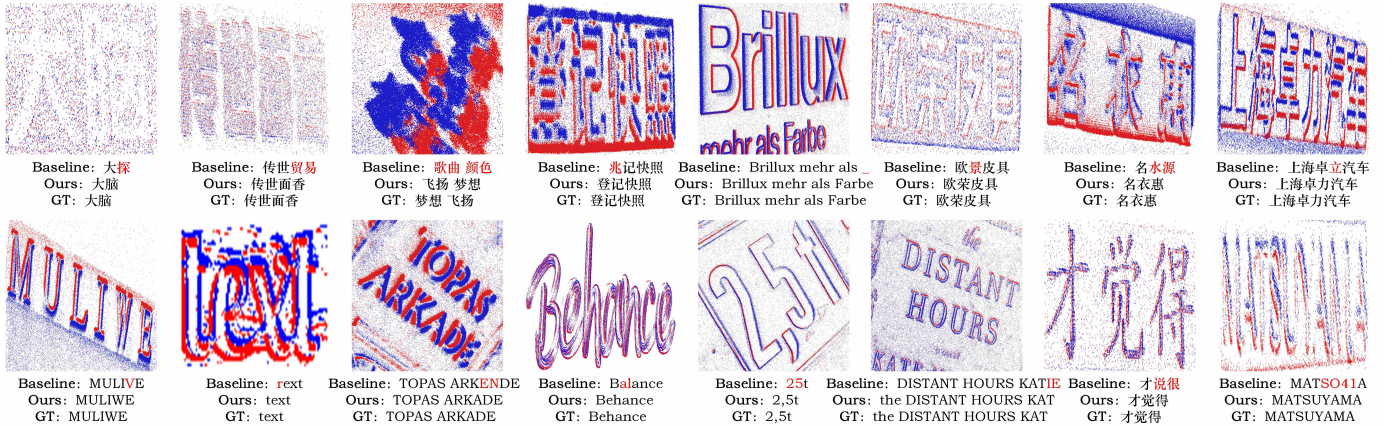 大
登记快照
Brillux
mehr als Farbe
欧荣皮具
名衣惠
上海卓力汽车
Baseline: 大探
Ours: 大脑
GT: 大脑
Baseline: 传世贸易
Ours: 传世面香
GT: 传世面香
Baseline: 歌曲 颜色
Ours: 飞扬 梦想
GT: 梦想 飞扬
Baseline: 兆记快照
Ours: 登记快照
GT: 登记快照
Baseline: Brillux mehr als _
Ours: Brillux mehr als Farbe
GT: Brillux mehr als Farbe
Baseline: 欧景皮具
Ours: 欧荣皮具
GT: 欧荣皮具
Baseline: 名水源
Ours: 名衣惠
GT: 名衣惠
Baseline: 上海卓立汽车
Ours: 上海卓力汽车
GT: 上海卓力汽车
MULIWE
text
TOPAS
ARKADE
Behance
2,5t
the
DISTANT
HOURS
KATE
才觉得
Baseline: MULIVE
Ours: MULIWE
GT: MULIWE
Baseline: rext
Ours: text
GT: text
Baseline: TOPAS ARKENDE
Ours: TOPAS ARKADE
GT: TOPAS ARKADE
Baseline: Balance
Ours: Behance
GT: Behance
Baseline: 25t
Ours: 2,5t
GT: 2,5t
Baseline: DISTANT HOURS KATIE
Ours: the DISTANT HOURS KAT
GT: the DISTANT HOURS KAT
Baseline: 才说很
Ours: 才觉得
GT: 才觉得
Baseline: MATSO41A
Ours: MATSUYAMA
GT: MATSUYAMA